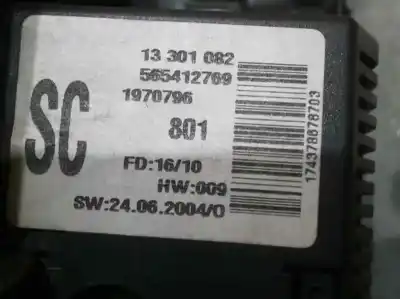 13 301 082
565412769
1970796
SC
801
FD:16/10
HW:009
SW:24.06.2004/0
174378678703